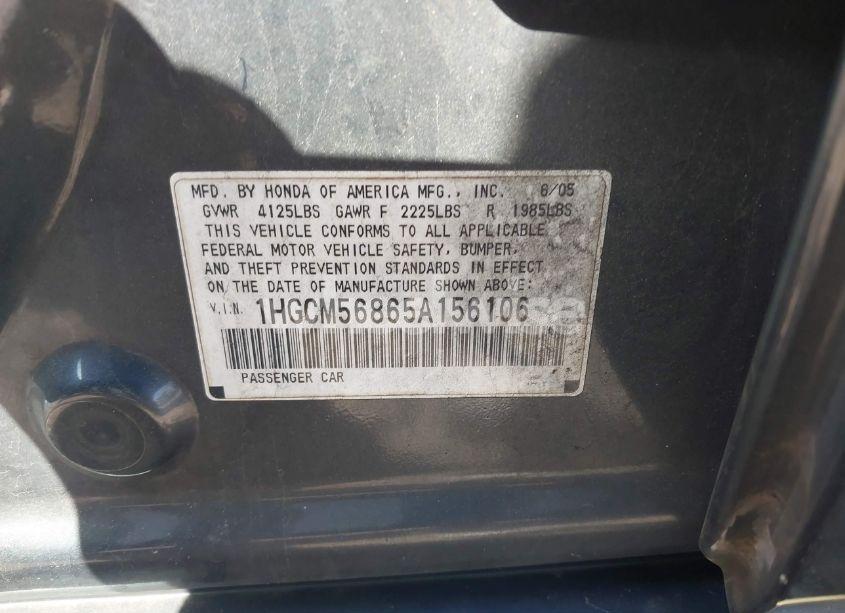 MFD. BY HONDA OF AMERICA MFG., INC. 8/05
GVWR 4125LBS GAWR F 2225LBS R 1985LBS
THIS VEHICLE CONFORMS TO ALL APPLICABLE
FEDERAL MOTOR VEHICLE SAFETY, BUMPER,
AND THEFT PREVENTION STANDARDS IN EFFECT
ON THE DATE OF MANUFACTURE SHOWN ABOVE:
V.I.N. 1HGCM56865A156106
PASSENGER CAR